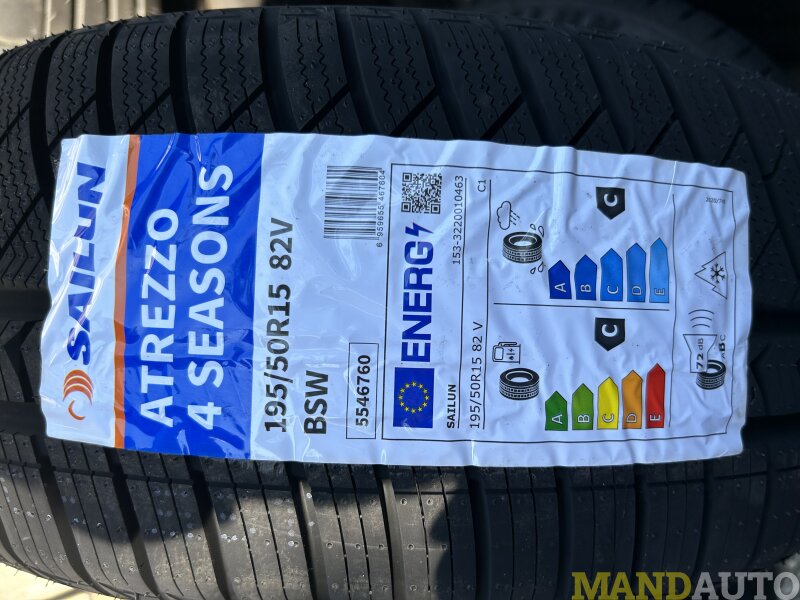 SAILUN
ATREZZO
4 SEASONS
195/50R15 82V
BSW
5546760
6 959655 467804
ENERG
SAILUN
195/50R15 82 V
153-3220010463
C1
C
A
B
C
D
E
C
A
B
C
D
E
72 dB
ABC
MANDAUTO